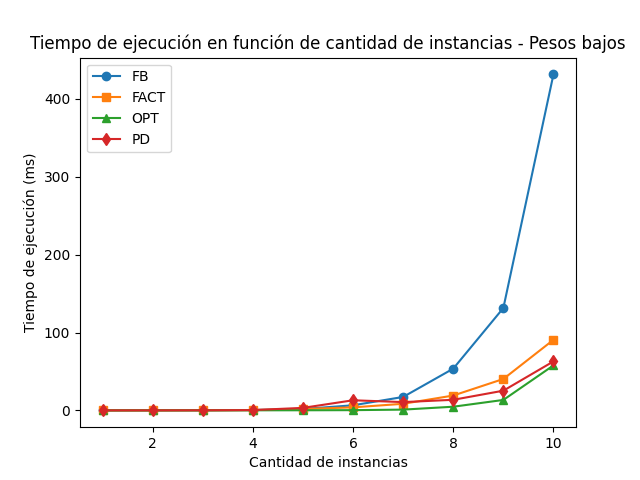 Tiempo de ejecución en función de cantidad de instancias - Pesos bajos
FB
FACT
OPT
PD
Tiempo de ejecución (ms)
400
300
200
100
0
2
4
6
8
10
Cantidad de instancias